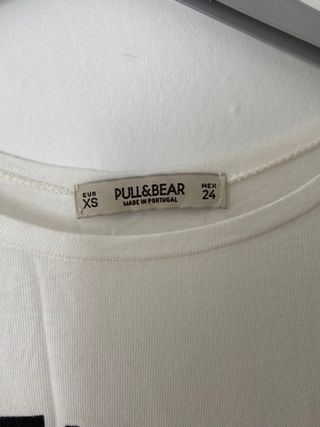 EUR
XS
PULL&BEAR
MADE IN PORTUGAL
MEX
24